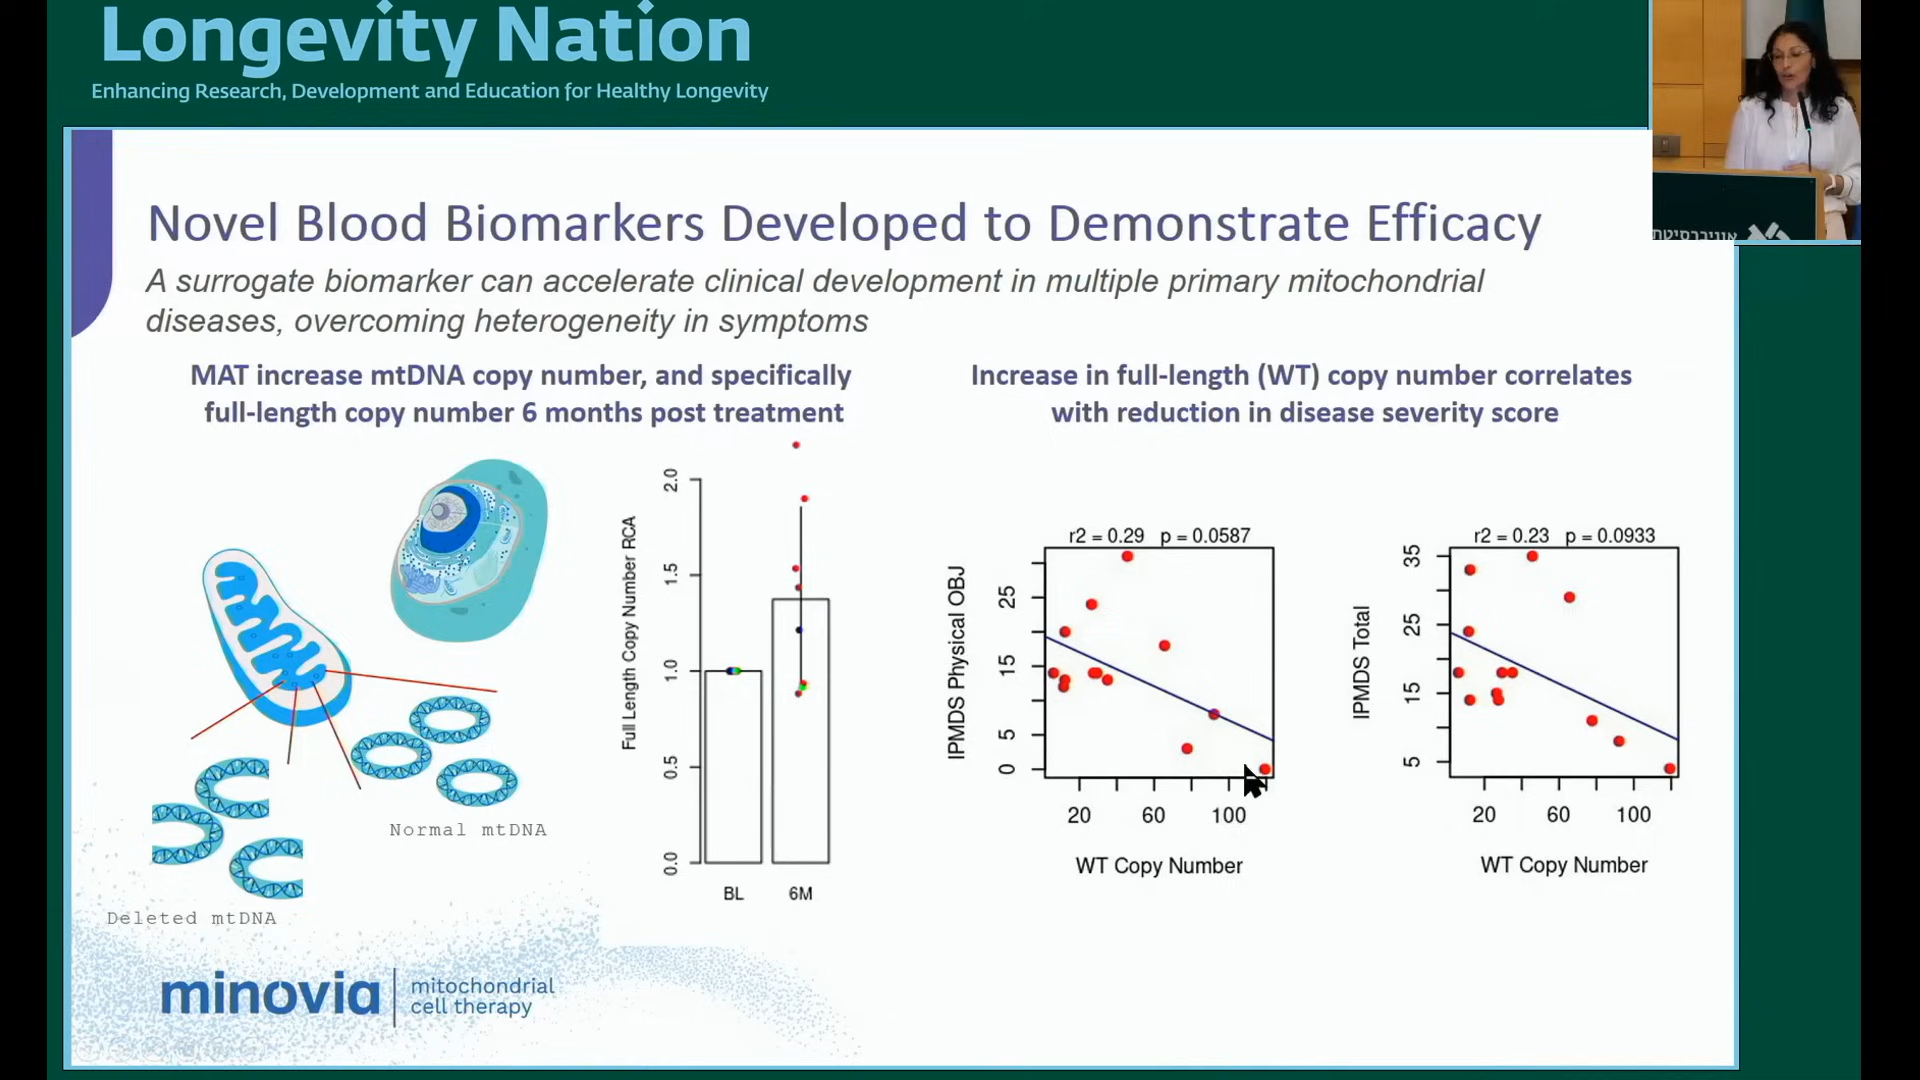 Longevity Nation
Enhancing Research, Development and Education for Healthy Longevity
אוניברסיטת
Novel Blood Biomarkers Developed to Demonstrate Efficacy
A surrogate biomarker can accelerate clinical development in multiple primary mitochondrial
diseases, overcoming heterogeneity in symptoms
MAT increase mtDNA copy number, and specifically
full-length copy number 6 months post treatment
Normal mtDNA
Deleted mtDNA
Full Length Copy Number RCA
2.0
1.5
1.0
0.5
0.0
BL 6M
Increase in full-length (WT) copy number correlates
with reduction in disease severity score
r2 = 0.29 p = 0.0587
IPMDS Physical OBJ
25
15
5
0
20 60 100
WT Copy Number
r2 = 0.23 p = 0.0933
IPMDS Total
35
25
15
5
20 60 100
WT Copy Number
minovia
mitochondrial
cell therapy